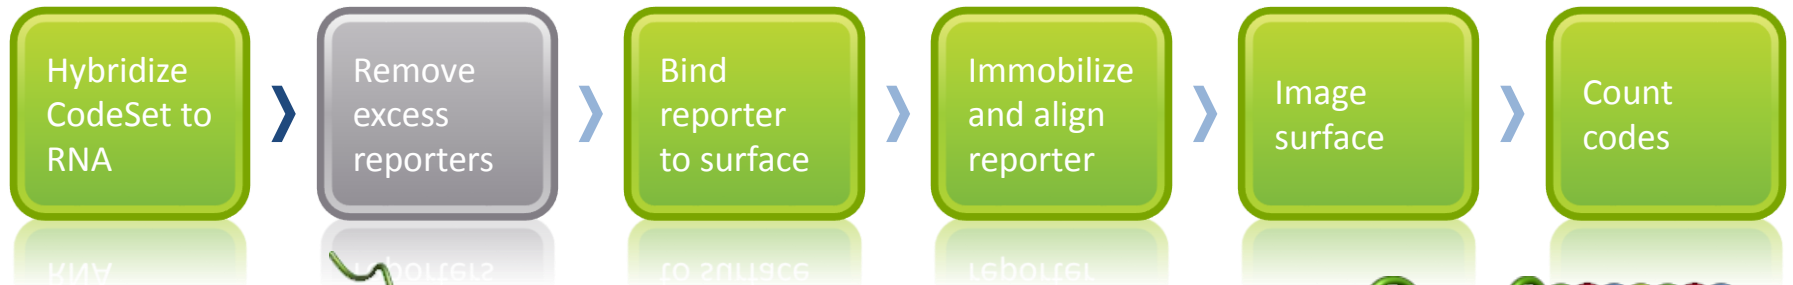 Hybridize
CodeSet to
RNA
Remove
excess
reporters
Bind
reporter
to surface
Immobilize
and align
reporter
Image
surface
Count
codes